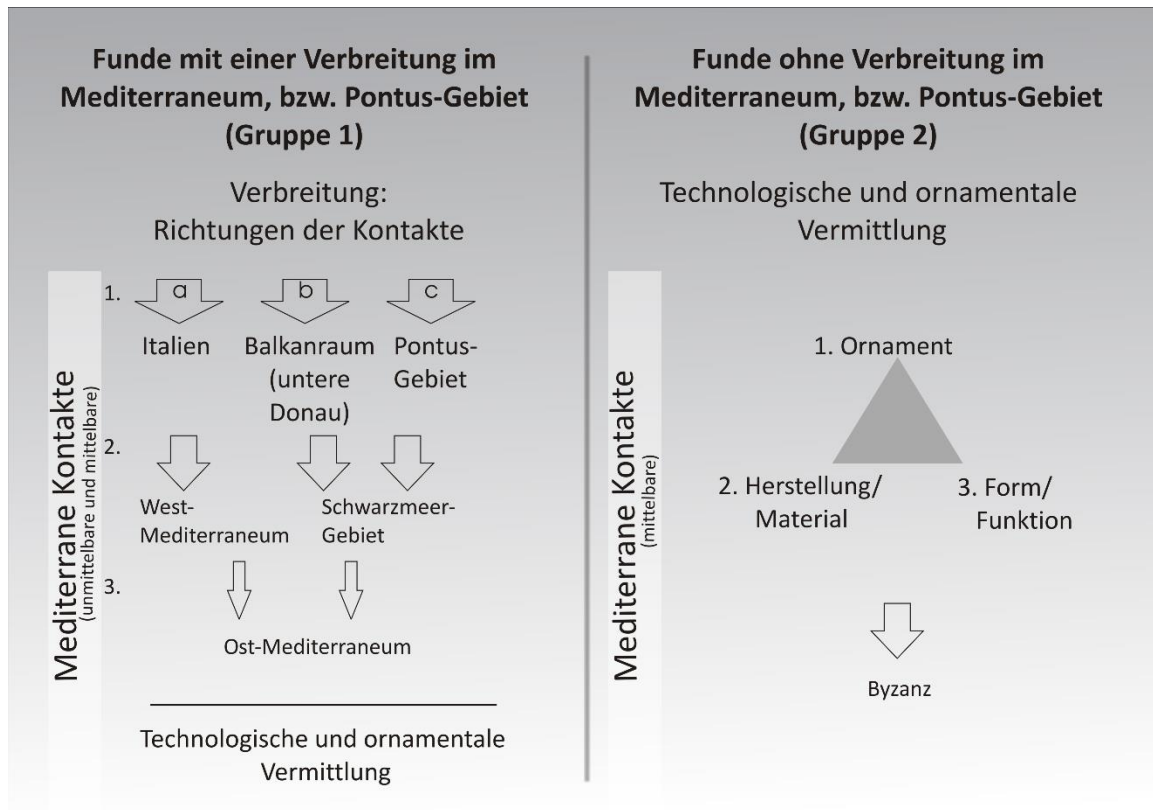 Funde mit einer Verbreitung im
Mediterraneum, bzw. Pontus-Gebiet
(Gruppe 1)
Verbreitung:
Richtungen der Kontakte
Mediterrane Kontakte
(unmittelbare und mittelbare)
1.
a
b
c
Italien
Balkanraum
(untere
Donau)
Pontus-
Gebiet
2.
West-
Mediterraneum
Schwarzmeer-
Gebiet
3.
Ost-Mediterraneum
Technologische und ornamentale
Vermittlung
Funde ohne Verbreitung im
Mediterraneum, bzw. Pontus-Gebiet
(Gruppe 2)
Technologische und ornamentale
Vermittlung
Mediterrane Kontakte
(mittelbare)
1. Ornament
2. Herstellung/
Material
3. Form/
Funktion
Byzanz